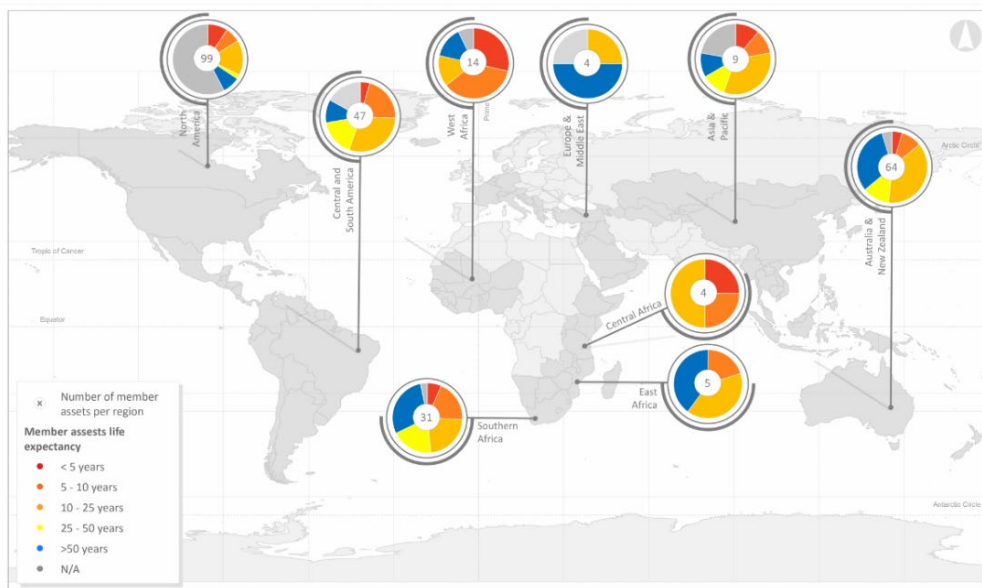 99
North
America
47
Central and
South America
14
West
Africa
4
Europe &
Middle East
9
Asia &
Pacific
64
Australia &
New Zealand
Arctic Circle
Tropic of Cancer
Equator
4
Central Africa
5
East
Africa
31
Southern
Africa
Antarctic Circle
x Number of member
assets per region
Member assests life
expectancy
< 5 years
5 - 10 years
10 - 25 years
25 - 50 years
>50 years
N/A